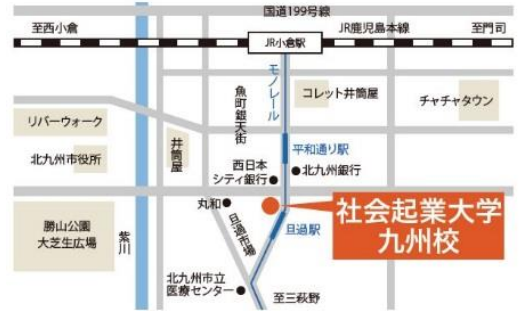 国道199号線
至西小倉
JR鹿児島本線
至門司
JR小倉駅
モノレール
魚町銀天街
コレット井筒屋
チャチャタウン
リバーウォーク
井筒屋
平和通り駅
北九州市役所
西日本
シティ銀行
北九州銀行
丸和
社会起業大学
九州校
勝山公園
大芝生広場
紫川
旦過市場
旦過駅
北九州市立
医療センター
至三萩野